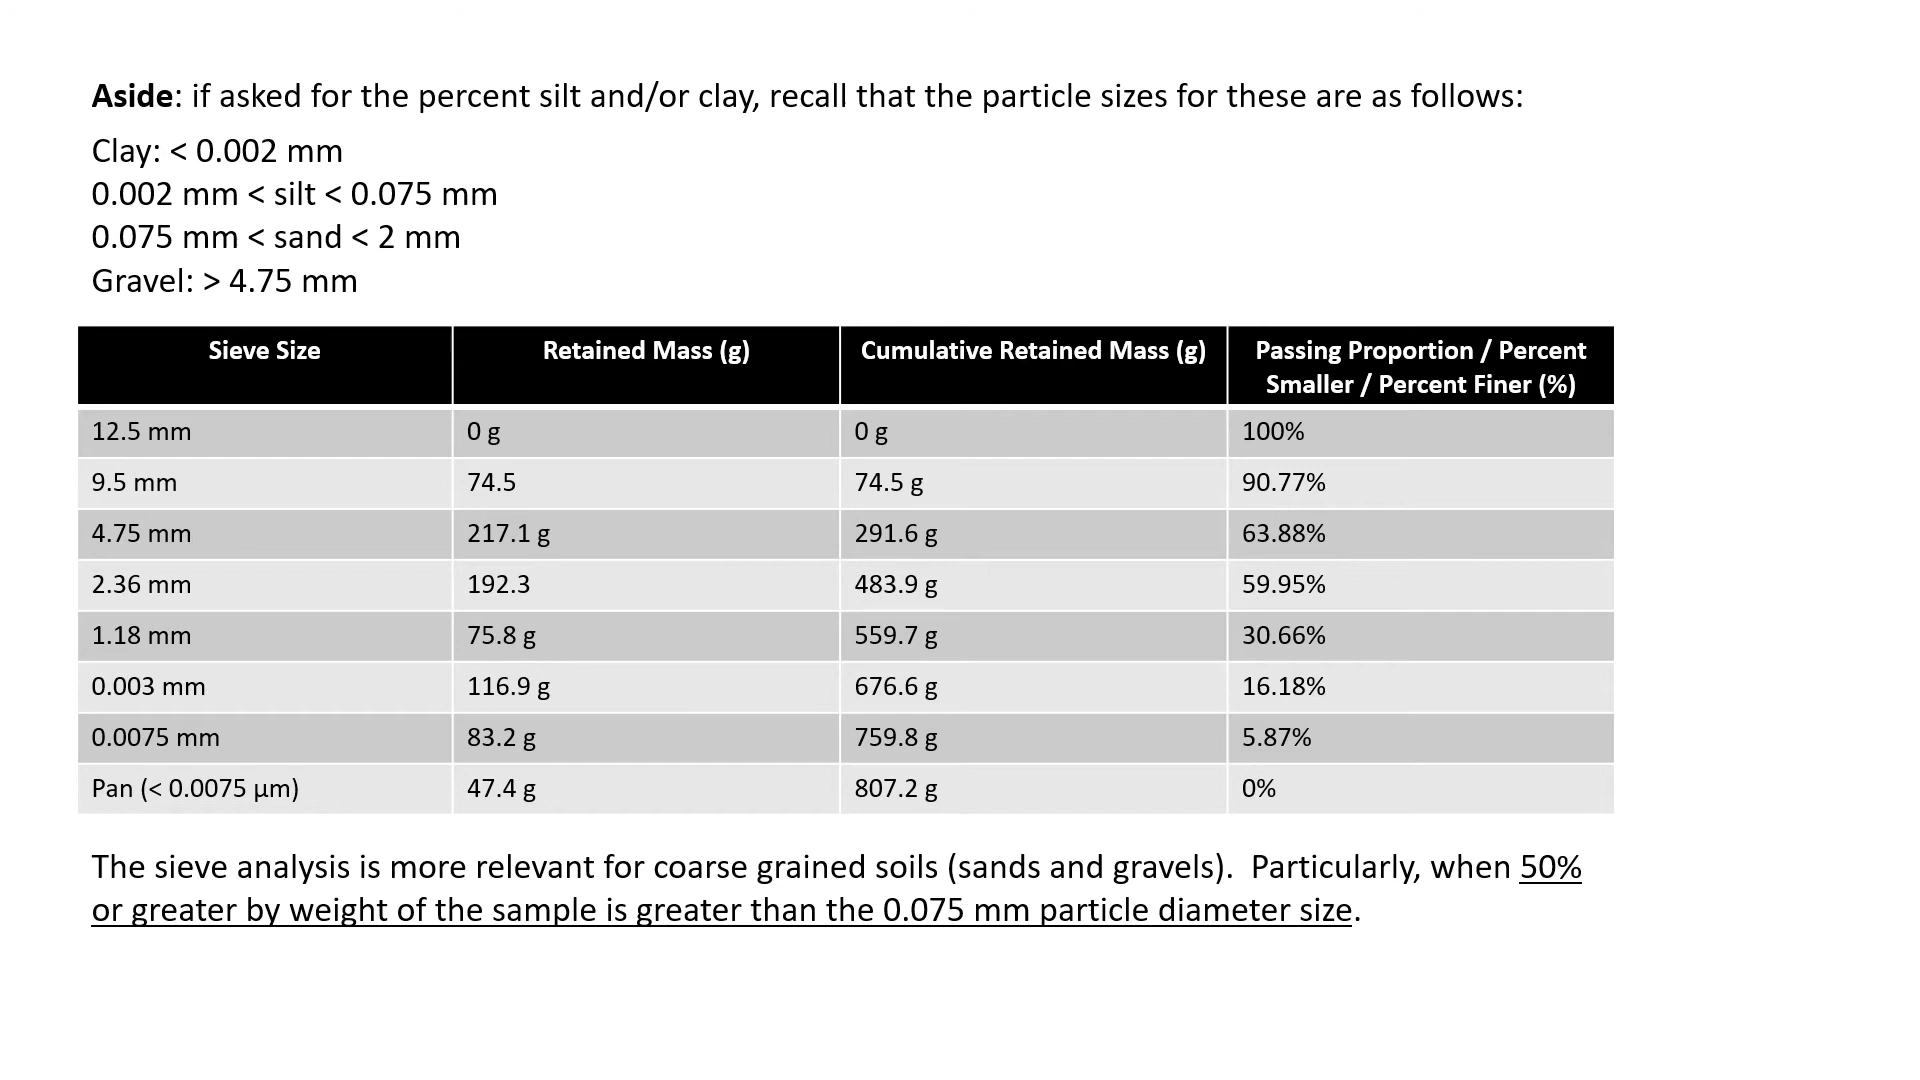 Aside: if asked for the percent silt and/or clay, recall that the particle sizes for these are as follows:
Clay: < 0.002 mm
0.002 mm < silt < 0.075 mm
0.075 mm < sand < 2 mm
Gravel: > 4.75 mm
Sieve Size Retained Mass (g) Cumulative Retained Mass (g) Passing Proportion / Percent
Smaller / Percent Finer (%)
12.5 mm 0 g 0 g 100%
9.5 mm 74.5 74.5 g 90.77%
4.75 mm 217.1 g 291.6 g 63.88%
2.36 mm 192.3 483.9 g 59.95%
1.18 mm 75.8 g 559.7 g 30.66%
0.003 mm 116.9 g 676.6 g 16.18%
0.0075 mm 83.2 g 759.8 g 5.87%
Pan (< 0.0075 μm) 47.4 g 807.2 g 0%
The sieve analysis is more relevant for coarse grained soils (sands and gravels). Particularly, when 50%
or greater by weight of the sample is greater than the 0.075 mm particle diameter size.